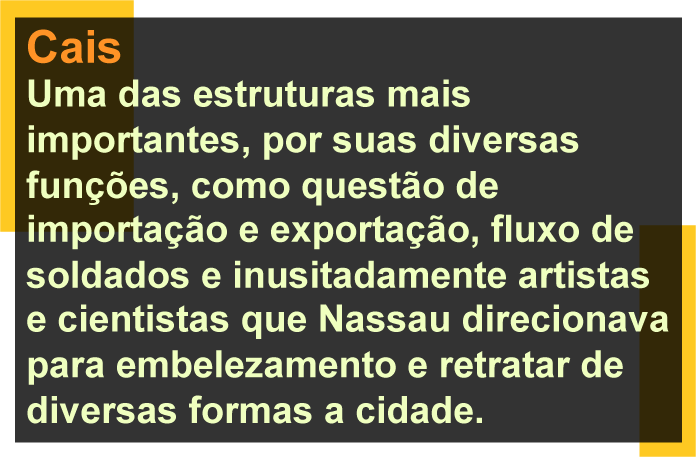 Cais
Uma das estruturas mais
importantes, por suas diversas
funções, como questão de
importação e exportação, fluxo de
soldados e inusitadamente artistas
e cientistas que Nassau direcionava
para embelezamento e retratar de
diversas formas a cidade.